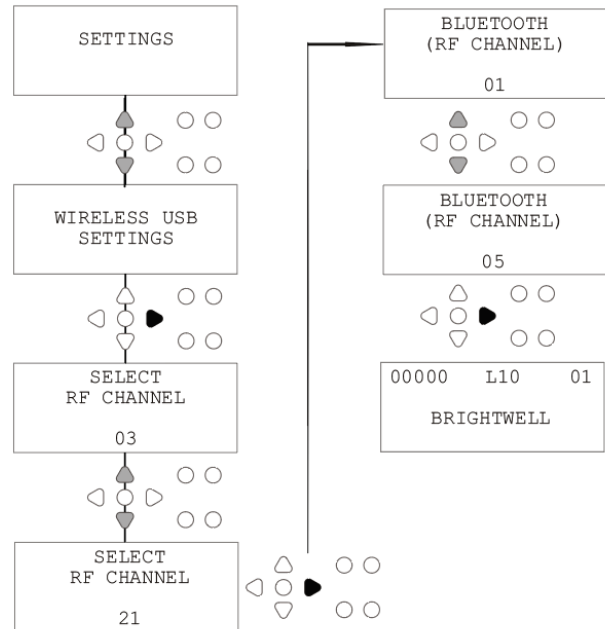 SETTINGS
WIRELESS USB
SETTINGS
SELECT
RF CHANNEL
03
SELECT
RF CHANNEL
21
BLUETOOTH
(RF CHANNEL)
01
BLUETOOTH
(RF CHANNEL)
05
00000 L10 01
BRIGHTWELL